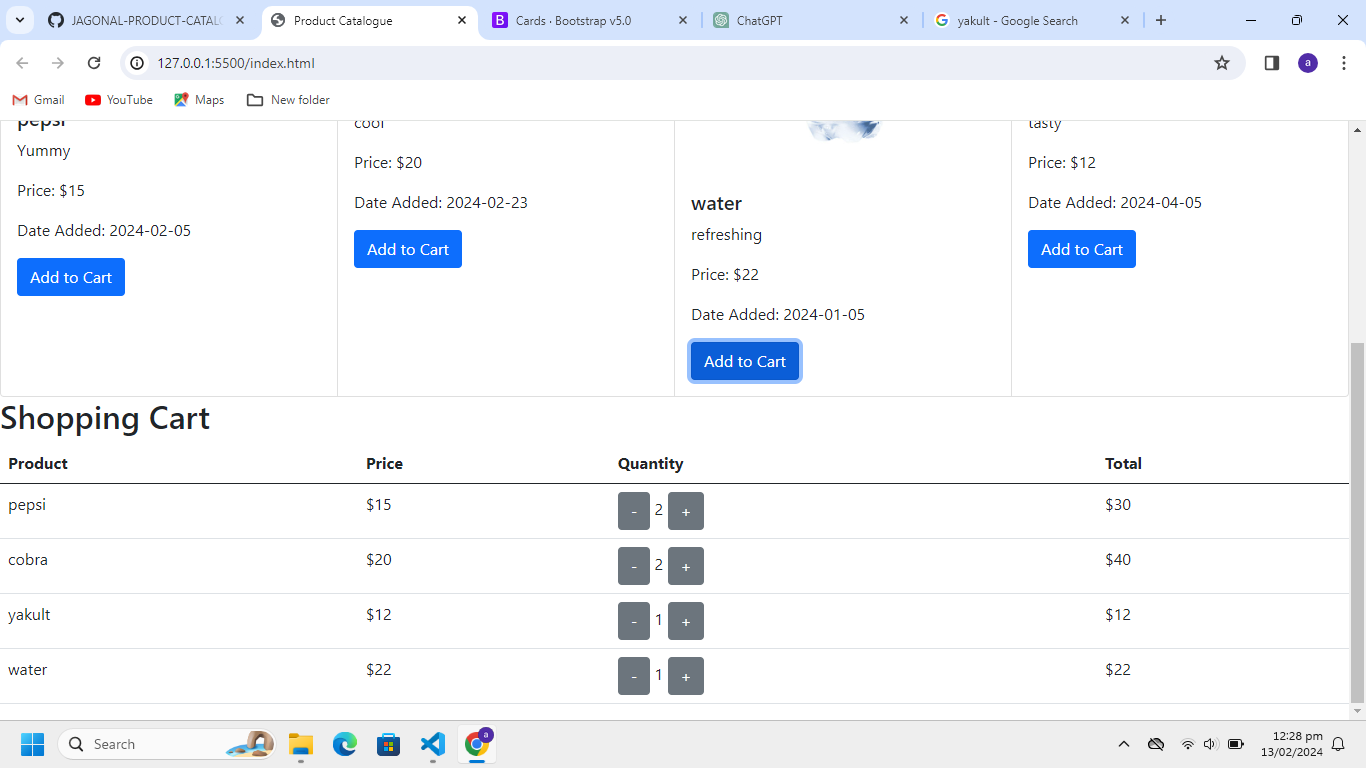 JAGONAL-PRODUCT-CATALO
Product Catalogue
Cards · Bootstrap v5.0
ChatGPT
yakult - Google Search
127.0.0.1:5500/index.html
a
Gmail
YouTube
Maps
New folder
pepsi
Yummy
Price: $15
Date Added: 2024-02-05
Add to Cart
cool
Price: $20
Date Added: 2024-02-23
Add to Cart
water
refreshing
Price: $22
Date Added: 2024-01-05
Add to Cart
tasty
Price: $12
Date Added: 2024-04-05
Add to Cart
Shopping Cart
Product Price Quantity Total
pepsi $15 - 2 + $30
cobra $20 - 2 + $40
yakult $12 - 1 + $12
water $22 - 1 + $22
Search
a
12:28 pm
13/02/2024